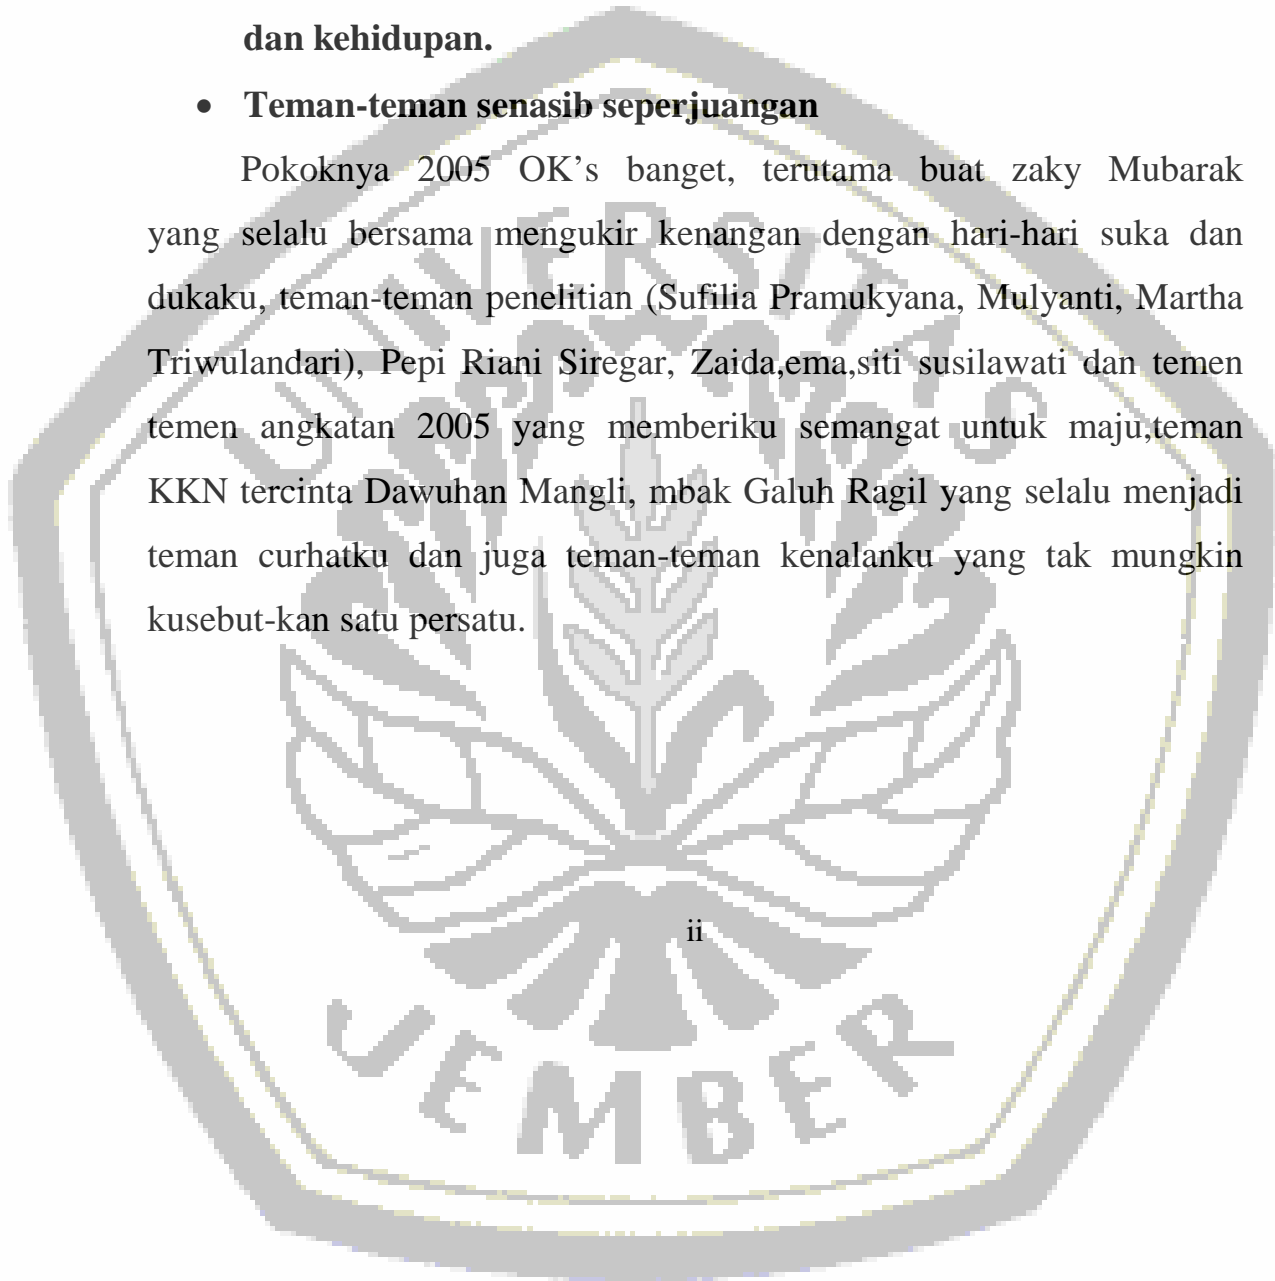 dan kehidupan.
• Teman-teman senasib seperjuangan
Pokoknya 2005 OK’s banget, terutama buat zaky Mubarak
yang selalu bersama mengukir kenangan dengan hari-hari suka dan
dukaku, teman-teman penelitian (Sufilia Pramukyana, Mulyanti, Martha
Triwulandari), Pepi Riani Siregar, Zaida,ema,siti susilawati dan temen
temen angkatan 2005 yang memberiku semangat untuk maju,teman
KKN tercinta Dawuhan Mangli, mbak Galuh Ragil yang selalu menjadi
teman curhatku dan juga teman-teman kenalanku yang tak mungkin
kusebut-kan satu persatu.
ii
UNIVERSITAS
JEMBER